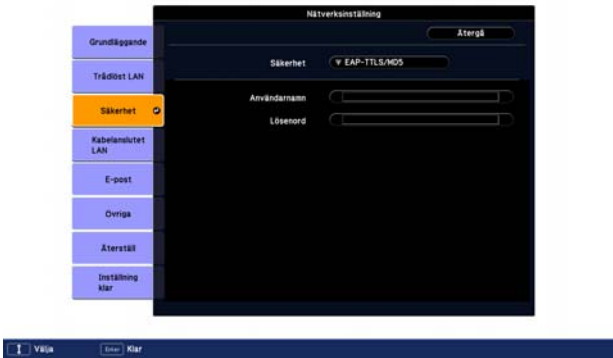 Nätverksinställning
Återgå
Grundläggande
Trådlöst LAN
Säkerhet
Kabelanslutet
LAN
E-post
Övriga
Återställ
Inställning
klar
Säkerhet
EAP-TTLS/MD5
Användarnamn
Lösenord
Välja
Enter Klar